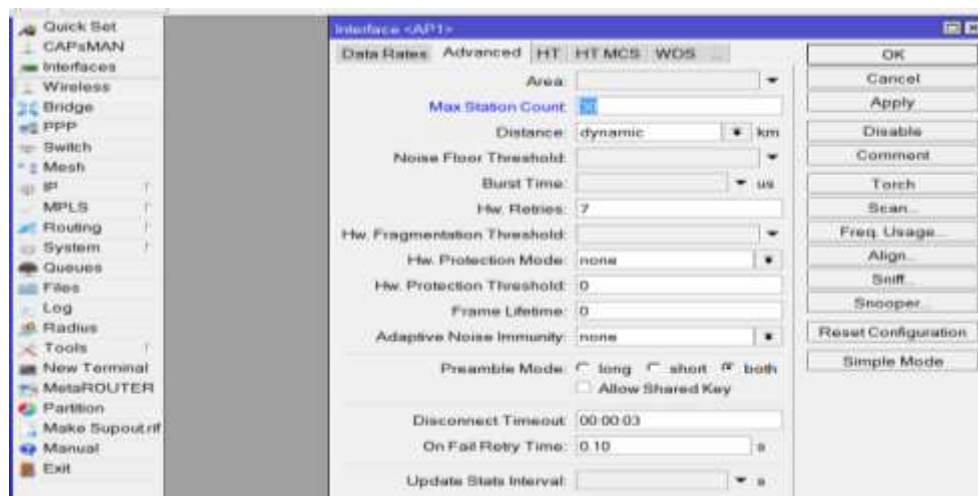 Quick Set
CAPsMAN
Interfaces
Wireless
Bridge
PPP
Switch
Mesh
IP
MPLS
Routing
System
Queues
Files
Log
Radius
Tools
New Terminal
MetaROUTER
Partition
Make Supout.rif
Manual
Exit
Interface <AP1>
Data Rates Advanced HT HT MCS WDS ...
Area:
Max Station Count: 30
Distance: dynamic km
Noise Floor Threshold:
Burst Time: us
Hw. Retries: 7
Hw. Fragmentation Threshold:
Hw. Protection Mode: none
Hw. Protection Threshold: 0
Frame Lifetime: 0
Adaptive Noise Immunity: none
Preamble Mode: long short both
Allow Shared Key
Disconnect Timeout: 00:00:03
On Fail Retry Time: 0.10 s
Update Stats Interval: s
OK
Cancel
Apply
Disable
Comment
Torch
Scan...
Freq. Usage...
Align...
Sniff...
Snooper...
Reset Configuration
Simple Mode